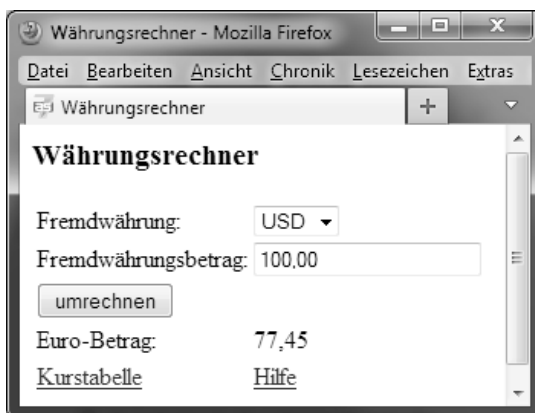 Währungsrechner - Mozilla Firefox
Datei Bearbeiten Ansicht Chronik Lesezeichen Extras
Währungsrechner
Währungsrechner
Fremdwährung: USD
Fremdwährungsbetrag: 100,00
umrechnen
Euro-Betrag: 77,45
Kurstabelle Hilfe